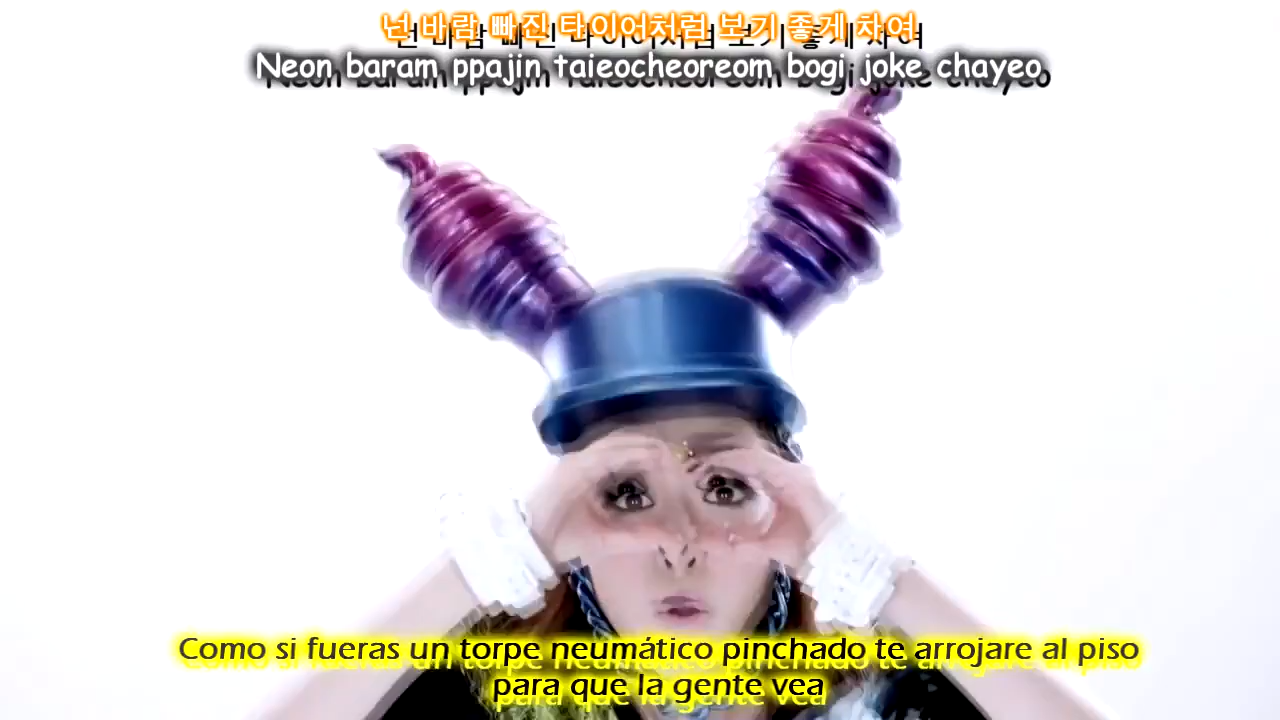 넌 바람 빠진 타이어처럼 보기 좋게 차여
Neon baram ppajin taieocheoreom bogi joke chayeo
Como si fueras un torpe neumático pinchado te arrojare al piso
para que la gente vea